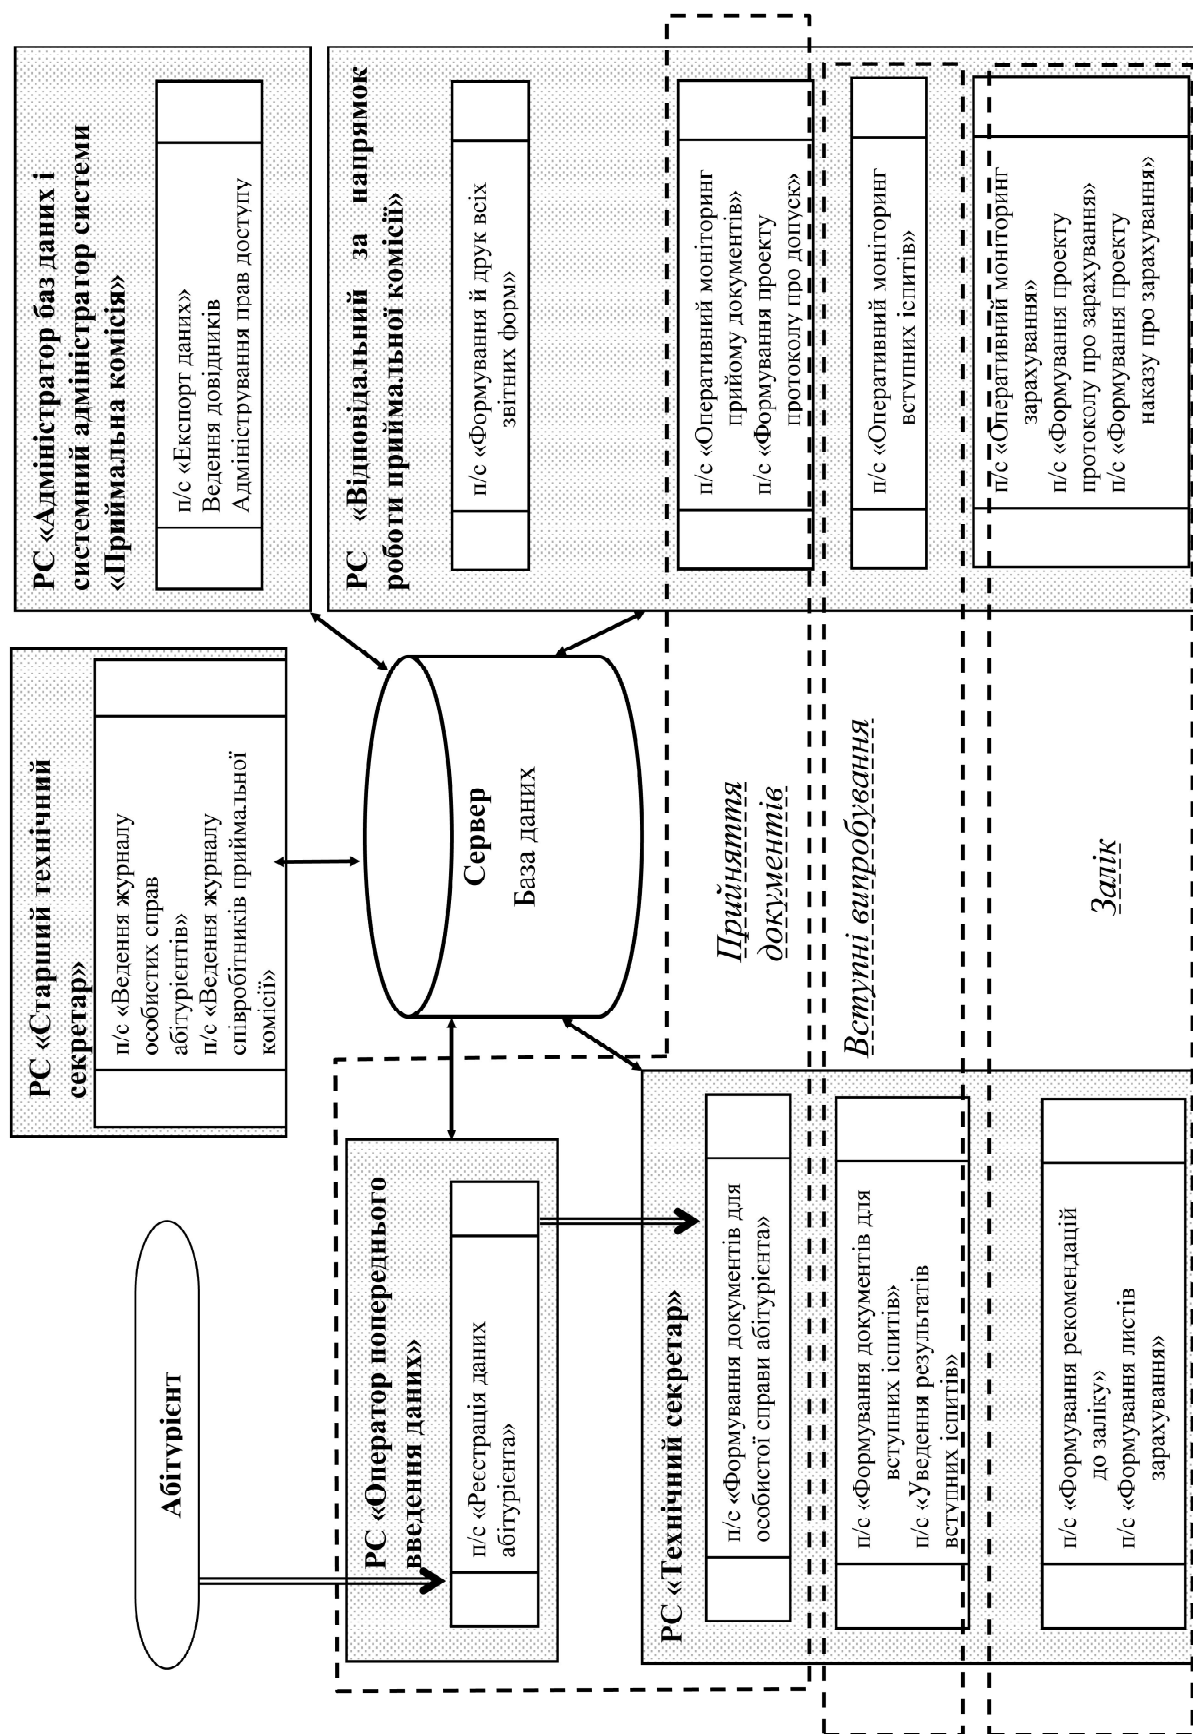 Абітурієнт
РС «Старший технічний
секретар»
п/с «Ведення журналу
особистих справ
абітурієнтів»
п/с «Ведення журналу
співробітників приймальної
комісії»
РС «Адміністратор баз даних і
системний адміністратор системи
«Приймальна комісія»
п/с «Експорт даних»
Ведення довідників
Адміністрування прав доступу
РС «Оператор попереднього
введення даних»
п/с «Реєстрація даних
абітурієнта»
Сервер
База даних
РС «Відповідальний за напрямок
роботи приймальної комісії»
п/с «Формування й друк всіх
звітних форм»
РС «Технічний секретар»
п/с «Формування документів для
особистої справи абітурієнта»
Прийняття
документів
п/с «Оперативний моніторинг
прийому документів»
п/с «Формування проекту
протоколу про допуск»
п/с «Формування документів для
вступних іспитів»
п/с «Уведення результатів
вступних іспитів»
Вступні випробування
п/с «Оперативний моніторинг
вступних іспитів»
п/с «Формування рекомендацій
до заліку»
п/с «Формування листів
зарахування»
Залік
п/с «Оперативний моніторинг
зарахування»
п/с «Формування проекту
протоколу про зарахування»
п/с «Формування проекту
наказу про зарахування»